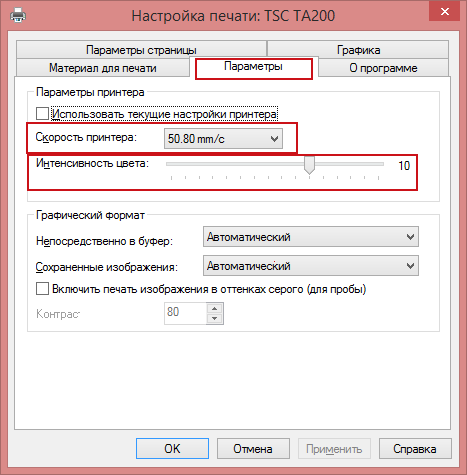 Настройка печати: TSC TA200
Параметры страницы
Графика
Материал для печати
Параметры
О программе
Параметры принтера
Использовать текущие настройки принтера
Скорость принтера:
50.80 mm/c
Интенсивность цвета:
10
Графический формат
Непосредственно в буфер:
Автоматический
Сохраненные изображения:
Автоматический
Включить печать изображения в оттенках серого (для пробы)
Контрас
80
OK
Отмена
Применить
Справка